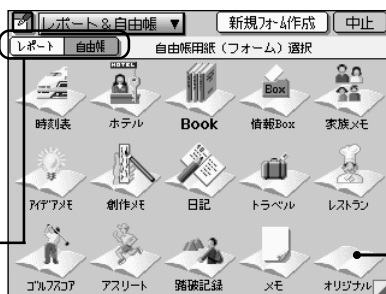 レポート＆自由帳 ▼ 新規フォーム作成 中止
レポート 自由帳 自由帳用紙（フォーム）選択
HOTEL Box
時刻表 ホテル Book 情報Box 家族メモ
アイデアメモ 創作メモ 日記 トラベル レストラン
ゴルフスコア アスリート 踏破記録 メモ オリジナル